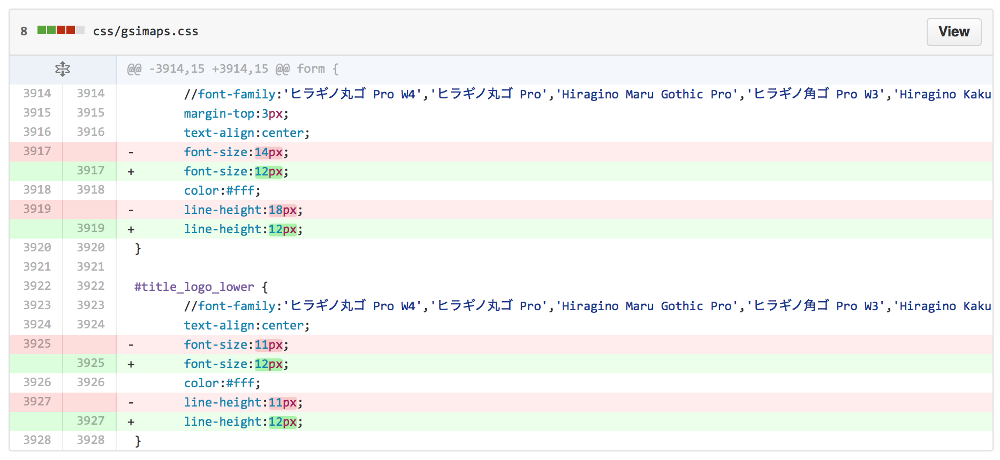 8 css/gsimaps.css View
@@ -3914,15 +3914,15 @@ form {
3914 3914 //font-family:'ヒラギノ丸ゴ Pro W4','ヒラギノ丸ゴ Pro','Hiragino Maru Gothic Pro','ヒラギノ角ゴ Pro W3','Hiragino Kaku
3915 3915 margin-top:3px;
3916 3916 text-align:center;
3917 - font-size:14px;
3917 + font-size:12px;
3918 3918 color:#fff;
3919 - line-height:18px;
3919 + line-height:12px;
3920 3920 }
3921 3921
3922 3922 #title_logo_lower {
3923 3923 //font-family:'ヒラギノ丸ゴ Pro W4','ヒラギノ丸ゴ Pro','Hiragino Maru Gothic Pro','ヒラギノ角ゴ Pro W3','Hiragino Kaku
3924 3924 text-align:center;
3925 - font-size:11px;
3925 + font-size:12px;
3926 3926 color:#fff;
3927 - line-height:11px;
3927 + line-height:12px;
3928 3928 }